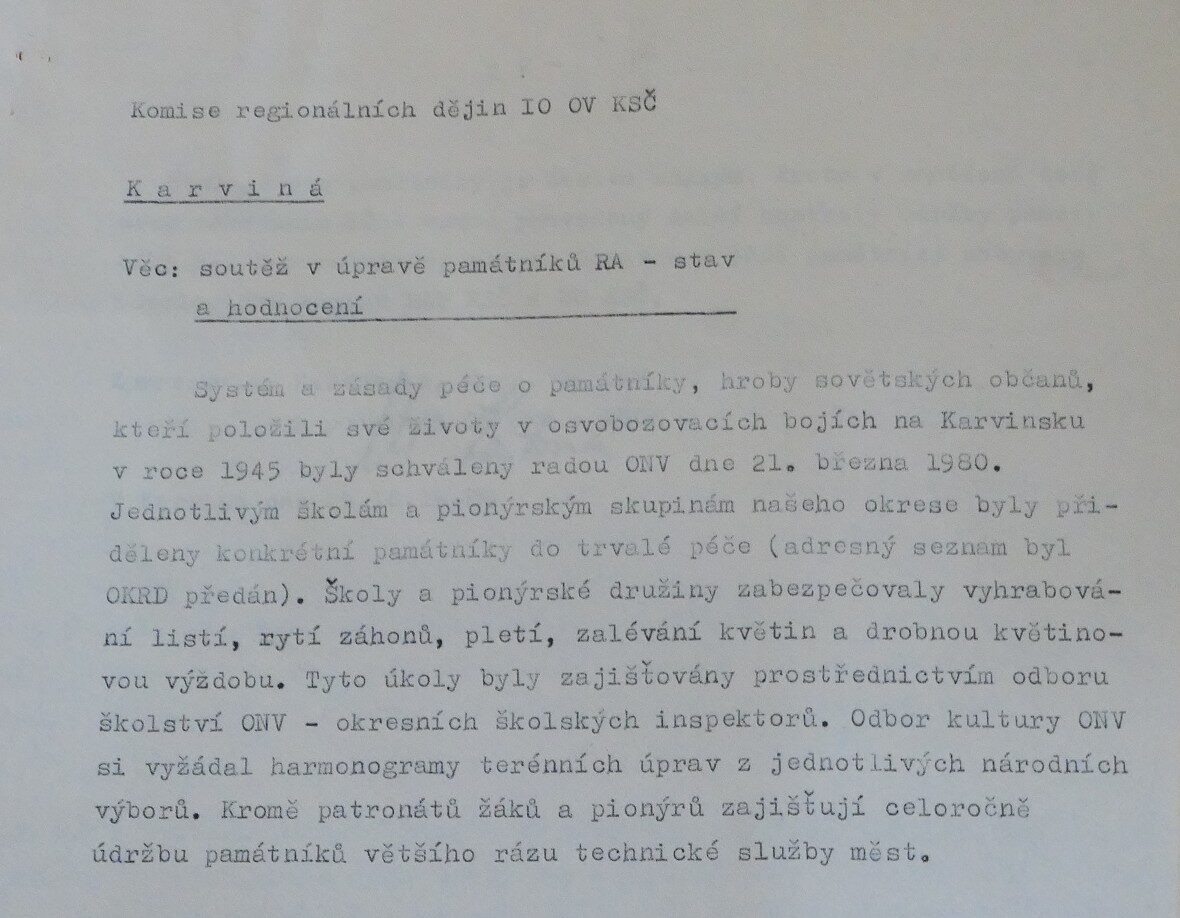 Komise regionálních dějin IO OV KSČ
K a r v i n á
Věc: soutěž v úpravě památníků RA - stav
a hodnocení
Systém a zásady péče o památníky, hroby sovětských občanů,
kteří položili své životy v osvobozovacích bojích na Karvinsku
v roce 1945 byly schváleny radou ONV dne 21. března 1980.
Jednotlivým školám a pionýrským skupinám našeho okrese byly při-
děleny konkrétní památníky do trvalé péče (adresný seznam byl
OKRD předán). Školy a pionýrské družiny zabezpečovaly vyhrabová-
ní listí, rytí záhonů, pletí, zalévání květin a drobnou květino-
vou výždobu. Tyto úkoly byly zajišťovány prostřednictvím odboru
školství ONV - okresních školských inspektorů. Odbor kultury ONV
si vyžádal harmonogramy terénních úprav z jednotlivých národních
výborů. Kromě patronátů žáků a pionýrů zajišťují celoročně
údržbu památníků většího rázu technické služby měst.